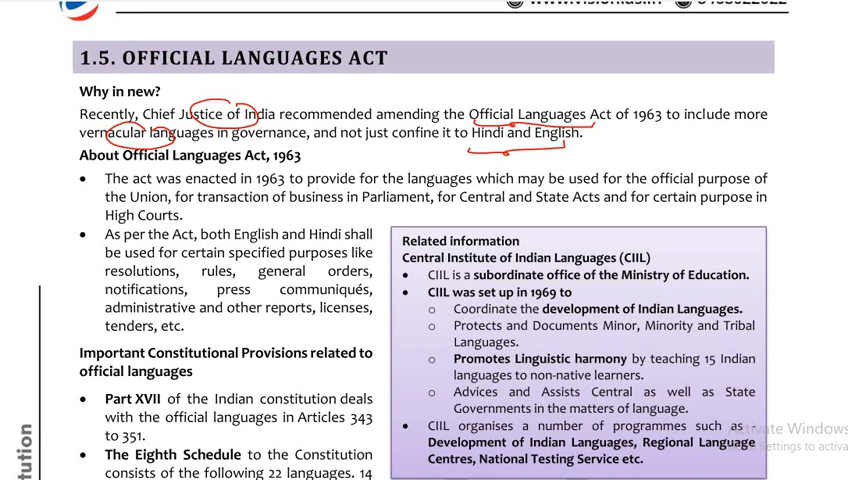 1.5. OFFICIAL LANGUAGES ACT
Why in new?
Recently, Chief Justice of India recommended amending the Official Languages Act of 1963 to include more
vernacular languages in governance, and not just confine it to Hindi and English.
About Official Languages Act, 1963
• The act was enacted in 1963 to provide for the languages which may be used for the official purpose of
the Union, for transaction of business in Parliament, for Central and State Acts and for certain purpose in
High Courts.
• As per the Act, both English and Hindi shall
be used for certain specified purposes like
resolutions, rules, general orders,
notifications, press communiqués,
administrative and other reports, licenses,
tenders, etc.
Important Constitutional Provisions related to
official languages
• Part XVII of the Indian constitution deals
with the official languages in Articles 343
to 351.
• The Eighth Schedule to the Constitution
consists of the following 22 languages. 14
Related information
Central Institute of Indian Languages (CIIL)
• CIIL is a subordinate office of the Ministry of Education.
• CIIL was set up in 1969 to
o Coordinate the development of Indian Languages.
o Protects and Documents Minor, Minority and Tribal
Languages.
o Promotes Linguistic harmony by teaching 15 Indian
languages to non-native learners.
o Advices and Assists Central as well as State
Governments in the matters of language.
• CIIL organises a number of programmes such as -
Development of Indian Languages, Regional Language
Centres, National Testing Service etc.
Activate Windows
Settings to activa
tution